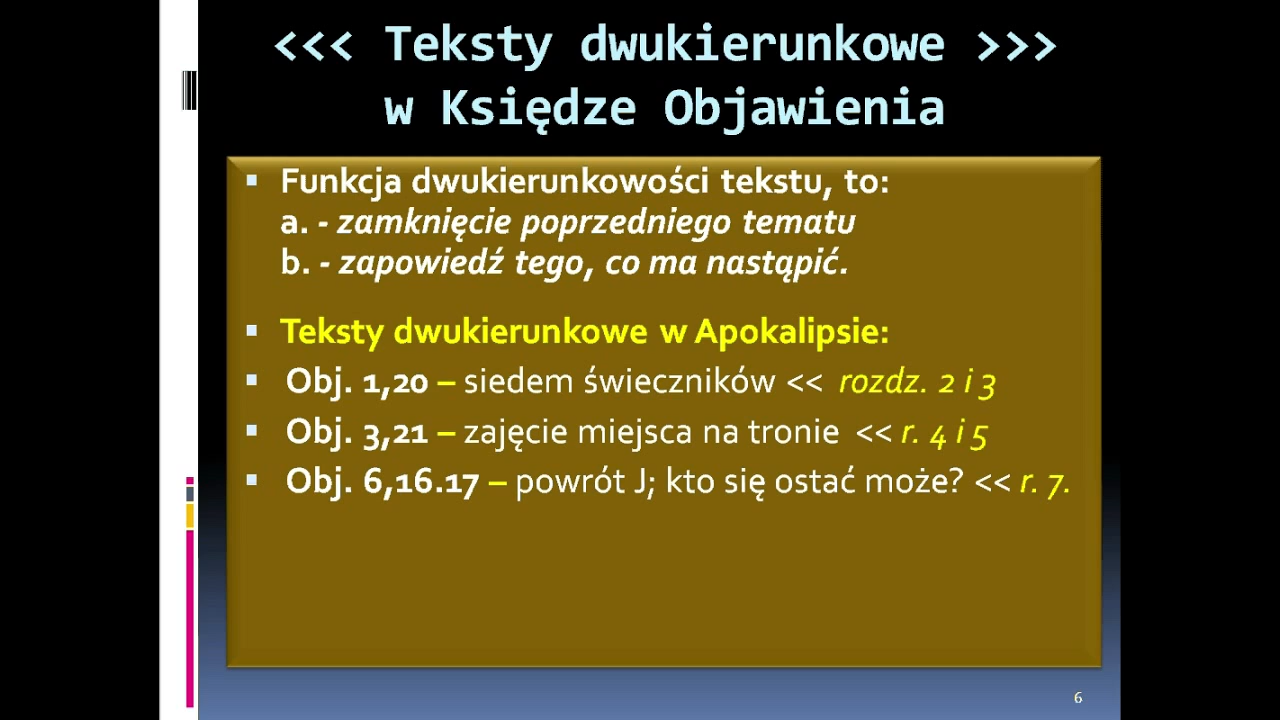 <<< Teksty dwukierunkowe >>>
w Księdze Objawienia
▪ Funkcja dwukierunkowości tekstu, to:
a. - zamknięcie poprzedniego tematu
b. - zapowiedź tego, co ma nastąpić.
▪ Teksty dwukierunkowe w Apokalipsie:
▪ Obj. 1,20 – siedem świeczników << rozdz. 2 i 3
▪ Obj. 3,21 – zajęcie miejsca na tronie << r. 4 i 5
▪ Obj. 6,16.17 – powrót J; kto się ostać może? << r. 7.
6